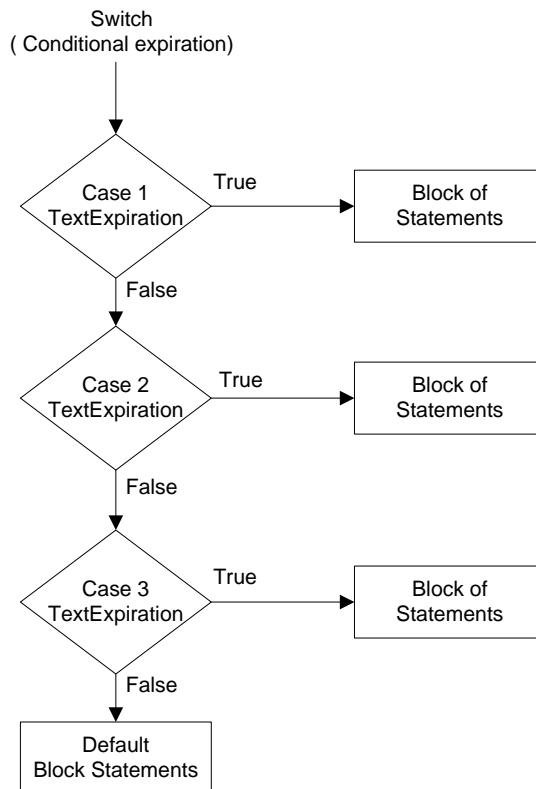 Switch
( Conditional expiration)
Case 1
TextExpiration
True
Block of
Statements
False
Case 2
TextExpiration
True
Block of
Statements
False
Case 3
TextExpiration
True
Block of
Statements
False
Default
Block Statements